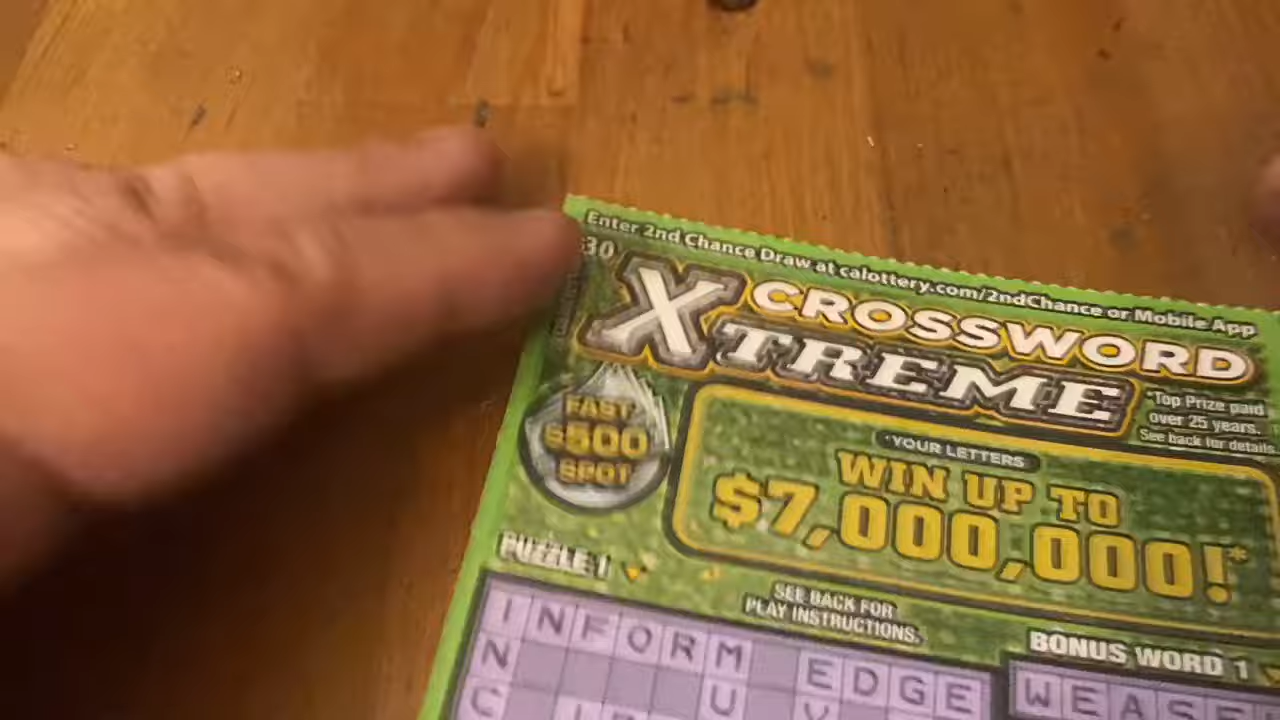 Enter 2nd Chance Draw at calottery.com/2ndChance or Mobile App
$30
CROSSWORD
XTREME
*Top Prize paid
over 25 years.
See back for details
FAST
$500
SPOT
*YOUR LETTERS
WIN UP TO
$7,000,000!*
PUZZLE 1
SEE BACK FOR
PLAY INSTRUCTIONS.
BONUS WORD 1
INFORM EDGE
WEASE
N
C
U